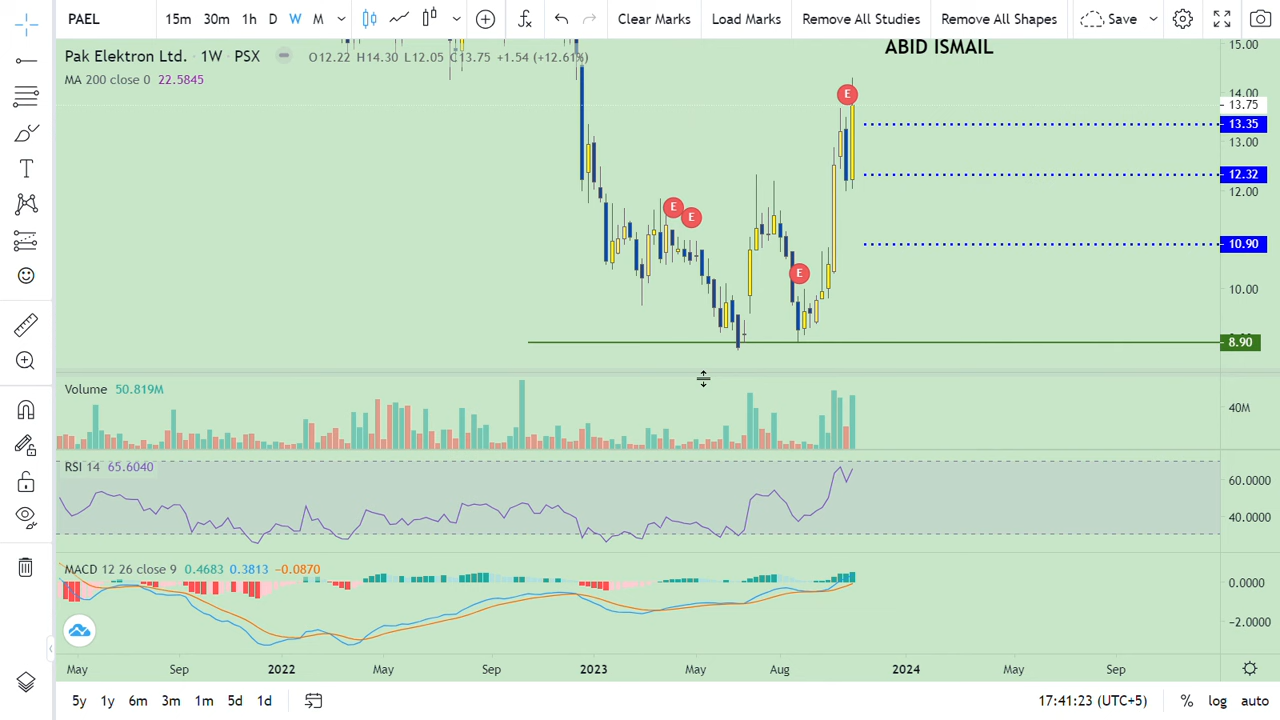 PAEL 15m 30m 1h D W M Clear Marks Load Marks Remove All Studies Remove All Shapes Save
ABID ISMAIL
Pak Elektron Ltd. · 1W · PSX O12.22 H14.30 L12.05 C13.75 +1.54 (+12.61%)
MA 200 close 0 22.5845
15.00
14.00
13.75
13.35
13.00
12.32
12.00
10.90
10.00
8.90
E
E
E
E
Volume 50.819M
40M
RSI 14 65.6040
60.0000
40.0000
MACD 12 26 close 9 0.4683 0.3813 −0.0870
0.0000
−2.0000
May Sep 2022 May Sep 2023 May Aug 2024 May Sep
5y 1y 6m 3m 1m 5d 1d 17:41:23 (UTC+5) % log auto